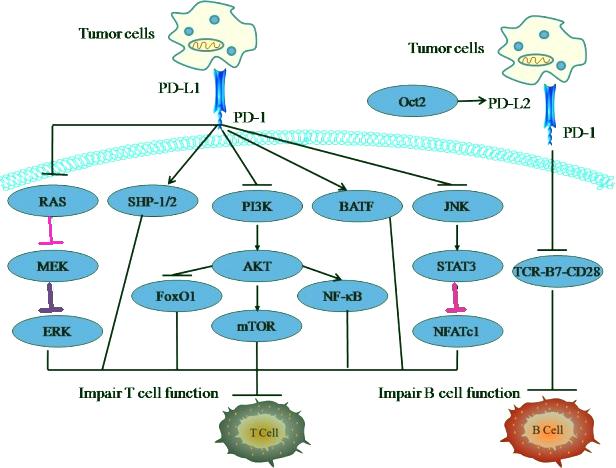 Tumor cells
Tumor cells
PD-L1
Oct2
PD-L2
PD-1
PD-1
RAS
SHP-1/2
PI3K
BATF
JNK
MEK
AKT
STAT3
TCR-B7-CD28
FoxO1
NF-κB
ERK
mTOR
NFATc1
Impair T cell function
Impair B cell function
T Cell
B Cell